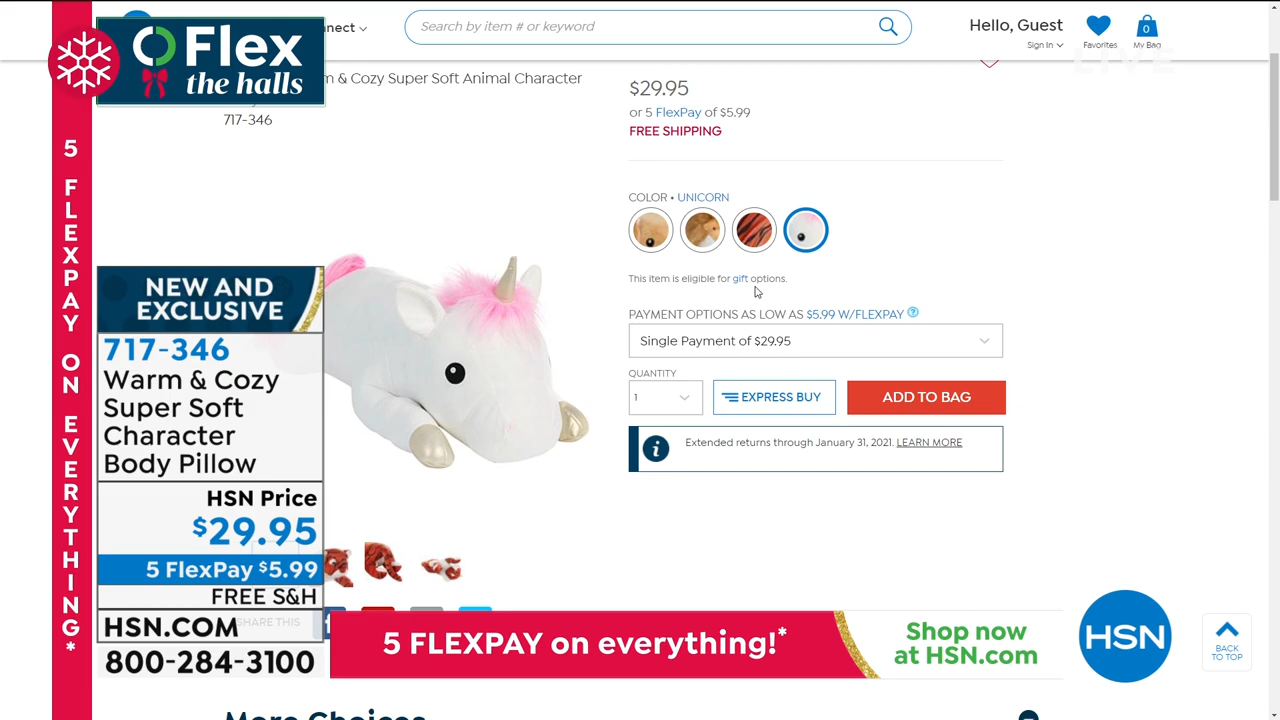 Flex
the halls
5 FLEXPAY ON EVERYTHING*
nnect
Search by item # or keyword
Hello, Guest
Sign In
Favorites
0
My Bag
LIVE
m & Cozy Super Soft Animal Character
717-346
$29.95
or 5 FlexPay of $5.99
FREE SHIPPING
COLOR • UNICORN
This item is eligible for gift options.
PAYMENT OPTIONS AS LOW AS $5.99 W/FLEXPAY ?
Single Payment of $29.95
QUANTITY
1
EXPRESS BUY
ADD TO BAG
i
Extended returns through January 31, 2021. LEARN MORE
NEW AND
EXCLUSIVE
717-346
Warm & Cozy
Super Soft
Character
Body Pillow
HSN Price
$29.95
5 FlexPay $5.99
FREE S&H
HSN.COM
SHARE THIS
800-284-3100
5 FLEXPAY on everything!*
Shop now
at HSN.com
HSN
BACK
TO TOP
More Choices